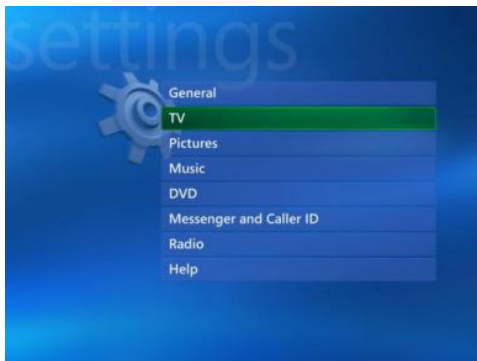 settings
General
TV
Pictures
Music
DVD
Messenger and Caller ID
Radio
Help